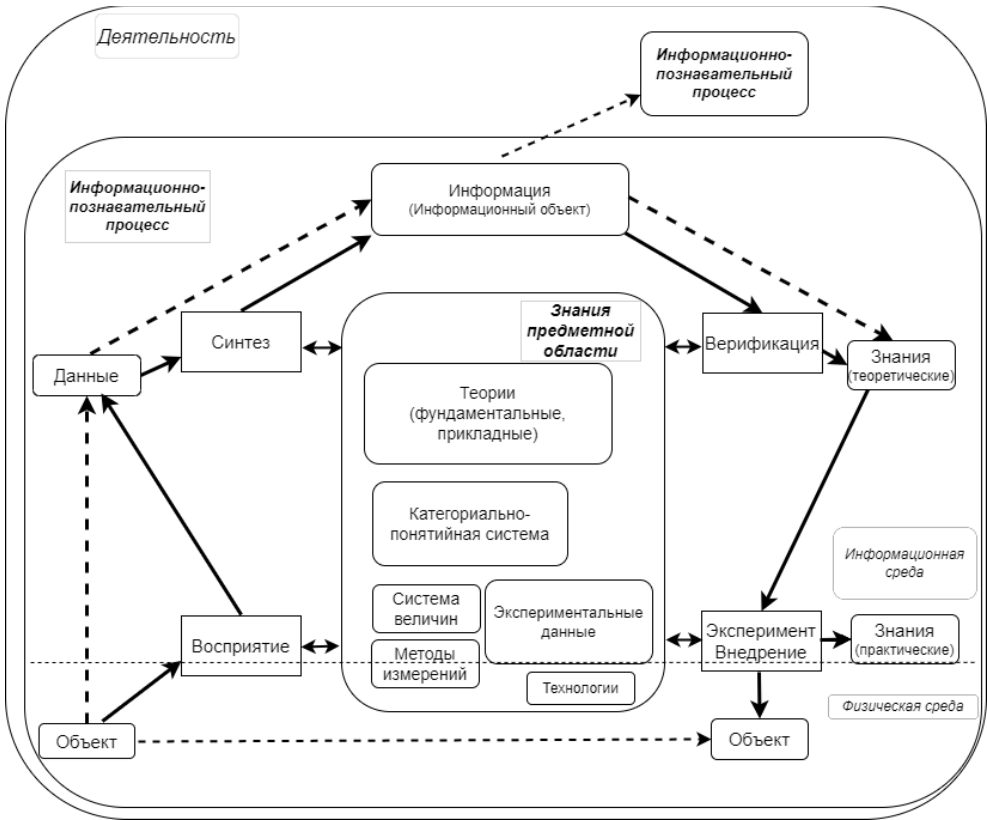 Деятельность
Информационно-
познавательный
процесс
Информационно-
познавательный
процесс
Информация
(Информационный объект)
Знания
предметной
области
Синтез
Верификация
Данные
Знания
(теоретические)
Теории
(фундаментальные,
прикладные)
Категориально-
понятийная система
Информационная
среда
Система
величин
Экспериментальные
данные
Восприятие
Эксперимент
Внедрение
Знания
(практические)
Методы
измерений
Технологии
Физическая среда
Объект
Объект